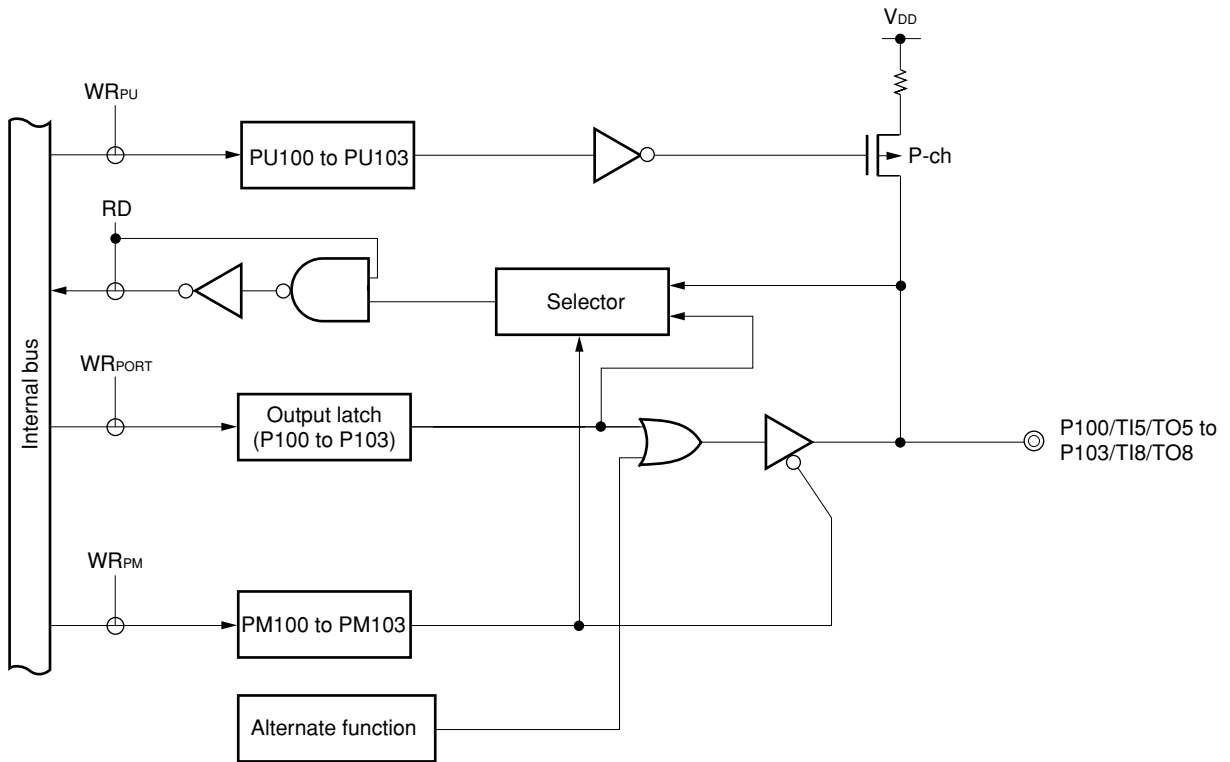 VDD
WRPU
PU100 to PU103
P-ch
RD
Selector
Internal bus
WRPORT
Output latch
(P100 to P103)
P100/TI5/TO5 to
P103/TI8/TO8
WRPM
PM100 to PM103
Alternate function